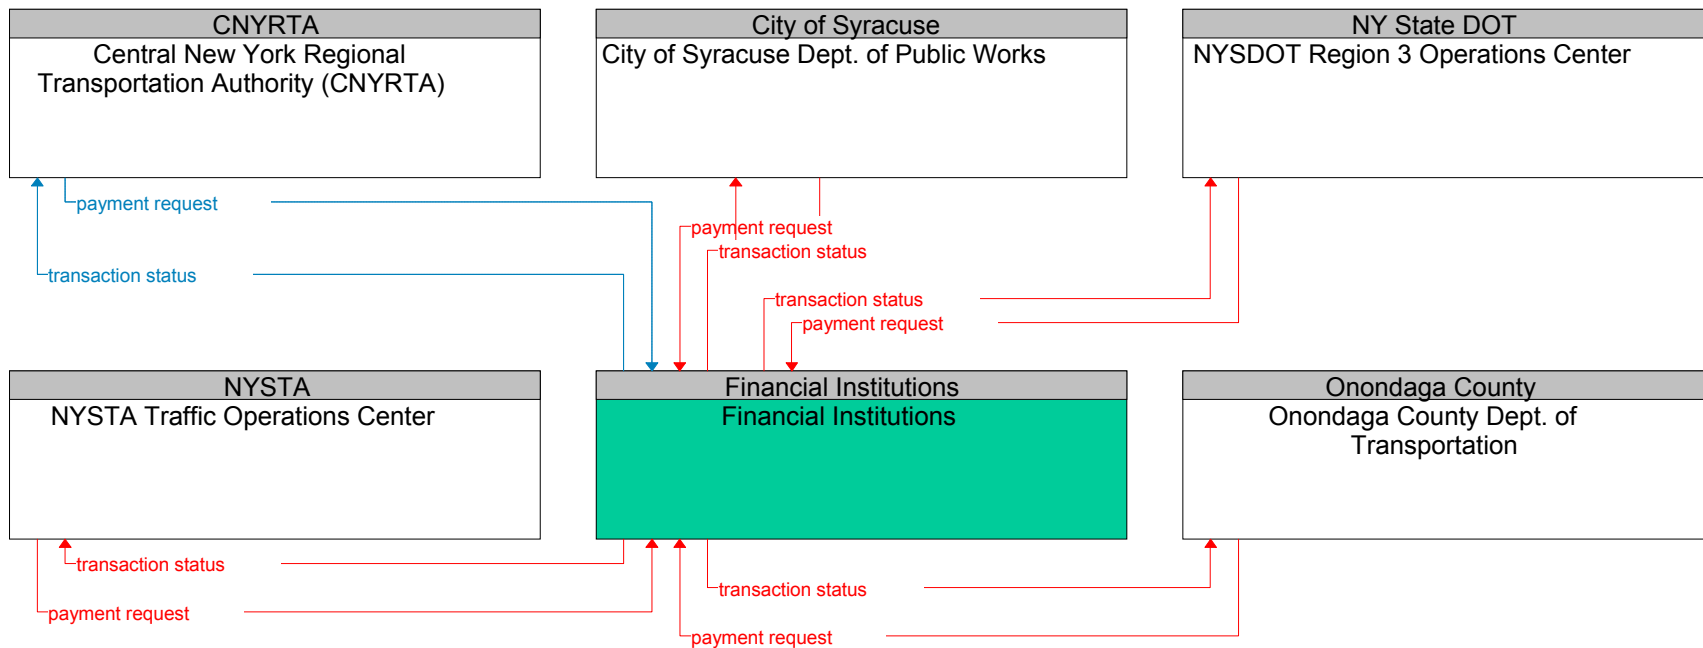 CNYRTA
Central New York Regional
Transportation Authority (CNYRTA)
City of Syracuse
City of Syracuse Dept. of Public Works
NY State DOT
NYSDOT Region 3 Operations Center
payment request
transaction status
payment request
transaction status
transaction status
payment request
NYSTA
NYSTA Traffic Operations Center
Financial Institutions
Financial Institutions
Onondaga County
Onondaga County Dept. of
Transportation
transaction status
payment request
transaction status
payment request